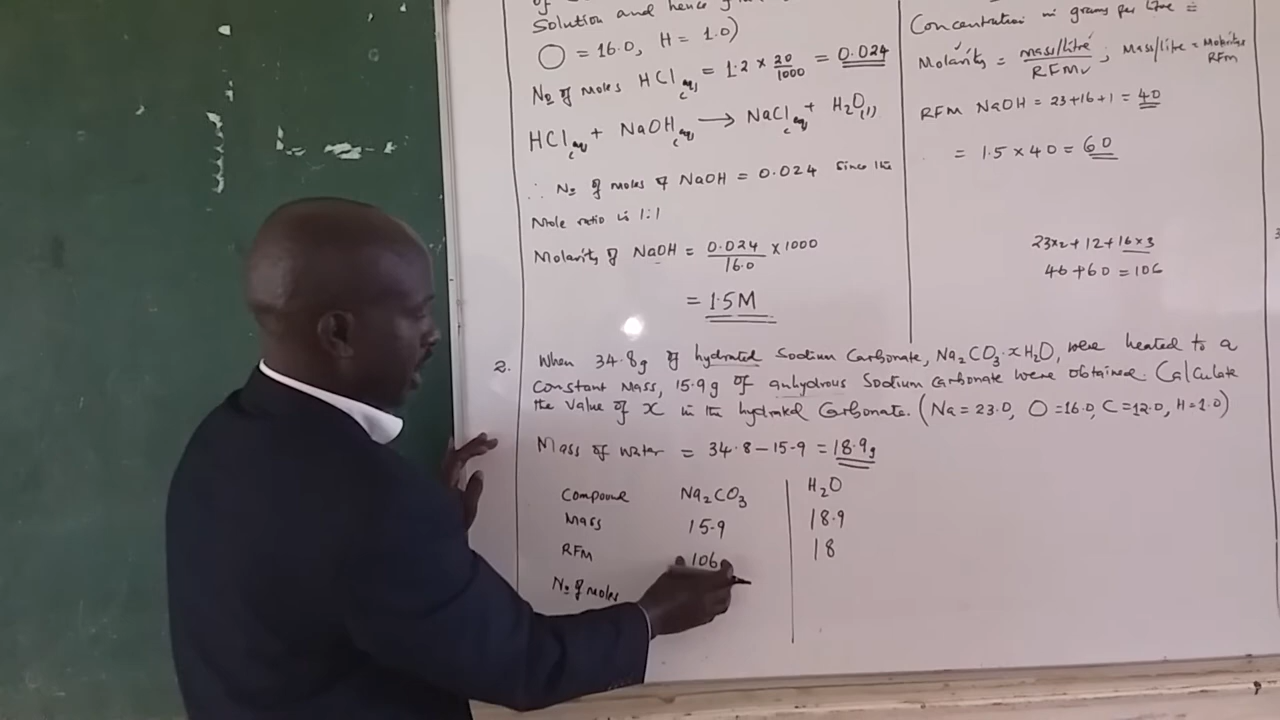 Solution and hence
O = 16.0, H = 1.0)
No of moles HCl(aq) = 1.2 × 20/1000 = 0.024
HCl(aq) + NaOH(aq) → NaCl(aq) + H2O(l)
∴ No of moles of NaOH = 0.024 since the
Mole ratio is 1:1
Molarity of NaOH = 0.024/16.0 × 1000
= 1.5M
Concentration in grams per litre =
Molarity = mass/litre / RFM ; Mass/litre = Molarity × RFM
RFM NaOH = 23+16+1 = 40
= 1.5 × 40 = 60
23×2+12+16×3
46+60 = 106
2. When 34.8g of hydrated Sodium Carbonate, Na2CO3.xH2O, were heated to a
constant mass, 15.9g of anhydrous Sodium carbonate were obtained. Calculate
the value of x in the hydrated Carbonate. (Na = 23.0, O = 16.0, C = 12.0, H = 1.0)
Mass of water = 34.8 – 15.9 = 18.9g
Compound Na2CO3 H2O
Mass 15.9 18.9
RFM 106 18
No of moles